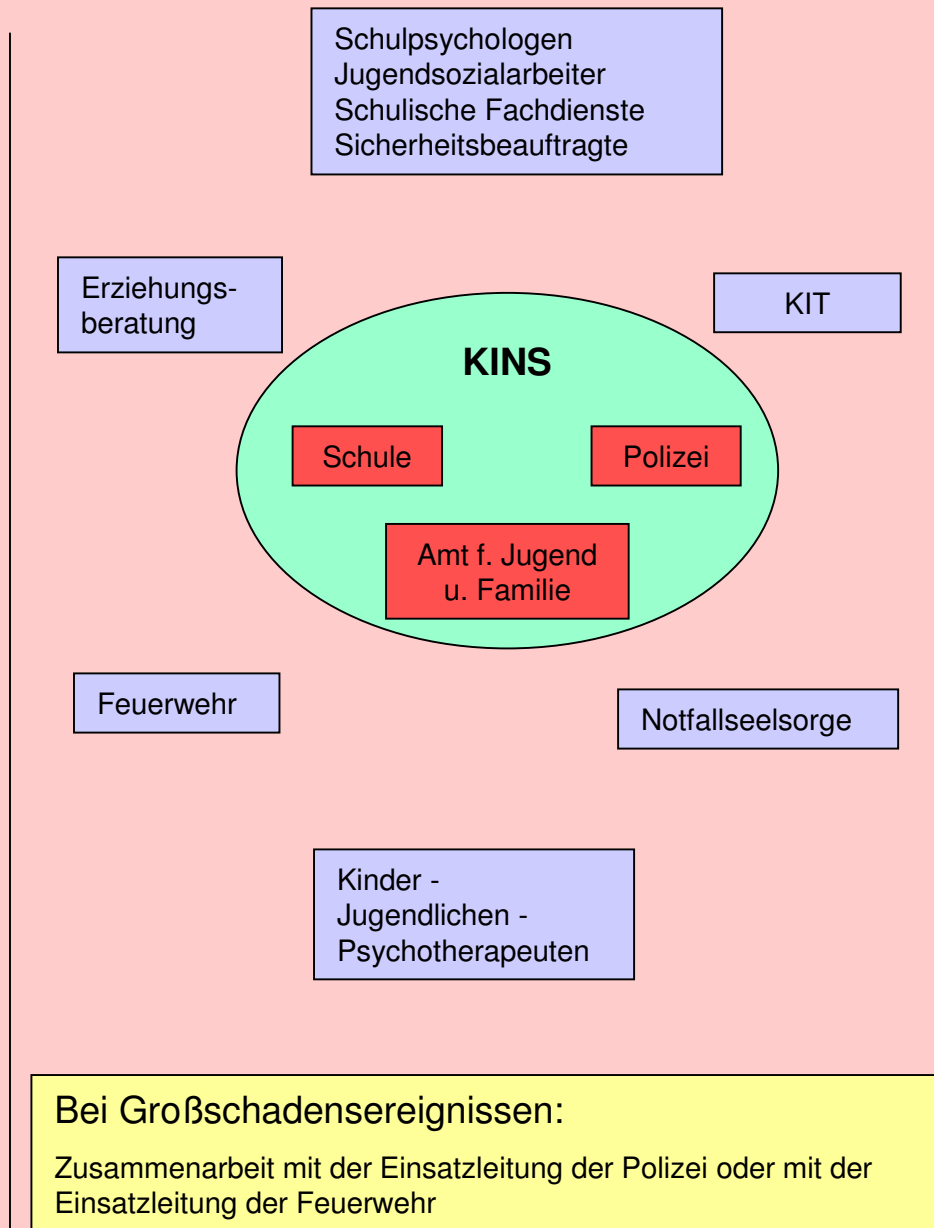 Schulpsychologen
Jugendsozialarbeiter
Schulische Fachdienste
Sicherheitsbeauftragte
Erziehungs-
beratung
KIT
KINS
Schule
Polizei
Amt f. Jugend
u. Familie
Feuerwehr
Notfallseelsorge
Kinder -
Jugendlichen -
Psychotherapeuten
Bei Großschadensereignissen:
Zusammenarbeit mit der Einsatzleitung der Polizei oder mit der
Einsatzleitung der Feuerwehr